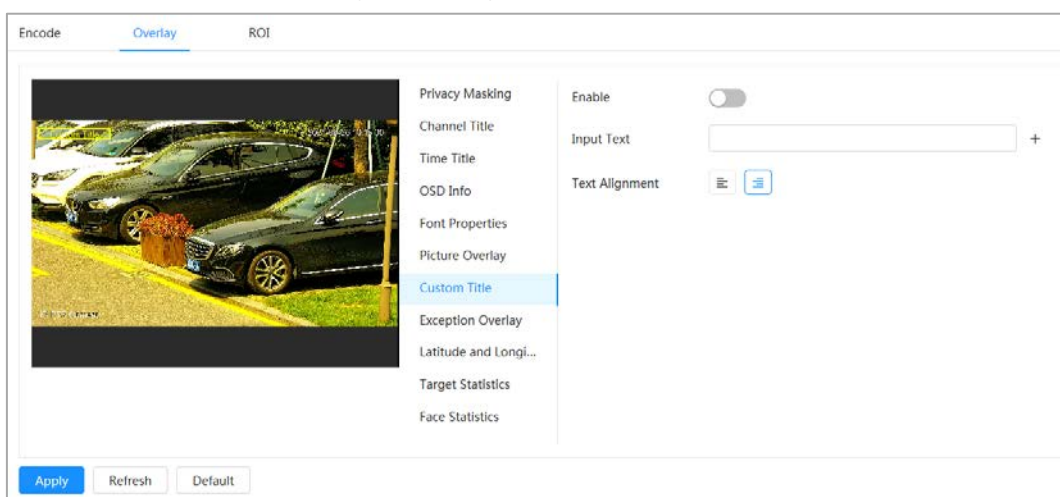 Encode Overlay ROI
Privacy Masking
Channel Title
Time Title
OSD Info
Font Properties
Picture Overlay
Custom Title
Exception Overlay
Latitude and Longi...
Target Statistics
Face Statistics
Enable
Input Text +
Text Alignment
Apply Refresh Default